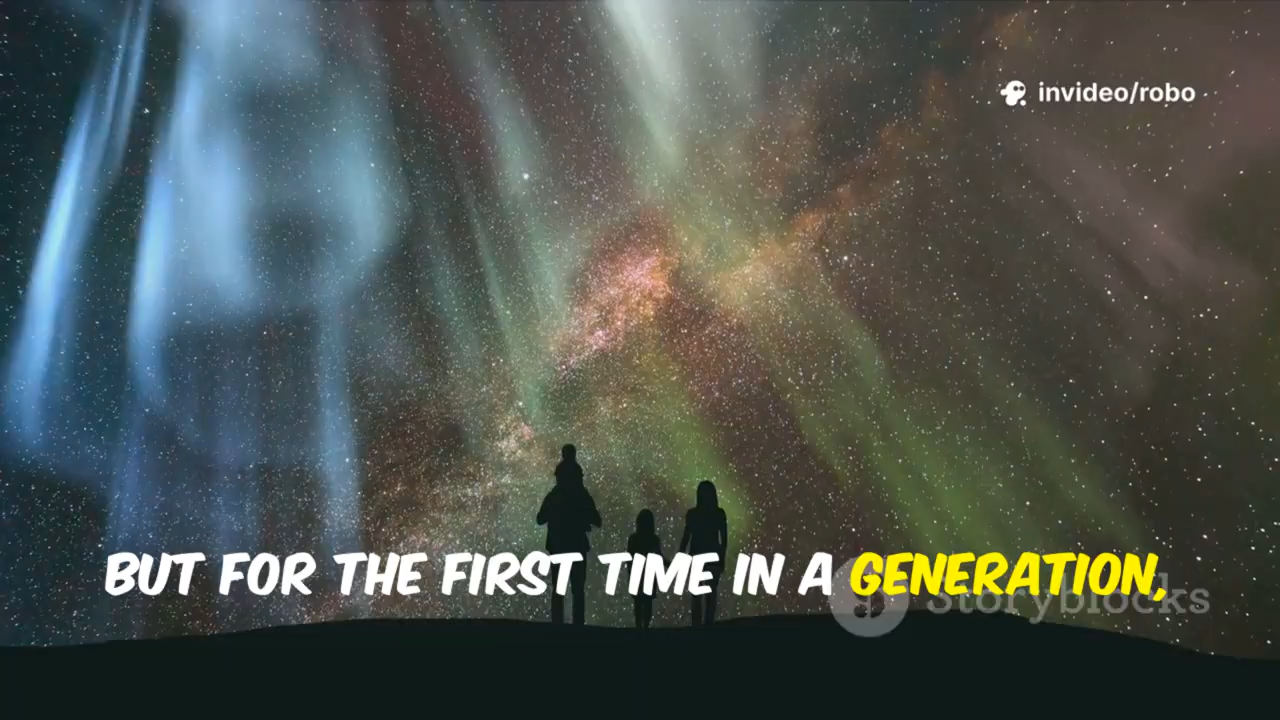 invideo/robo
BUT FOR THE FIRST TIME IN A GENERATION,
Storyblocks